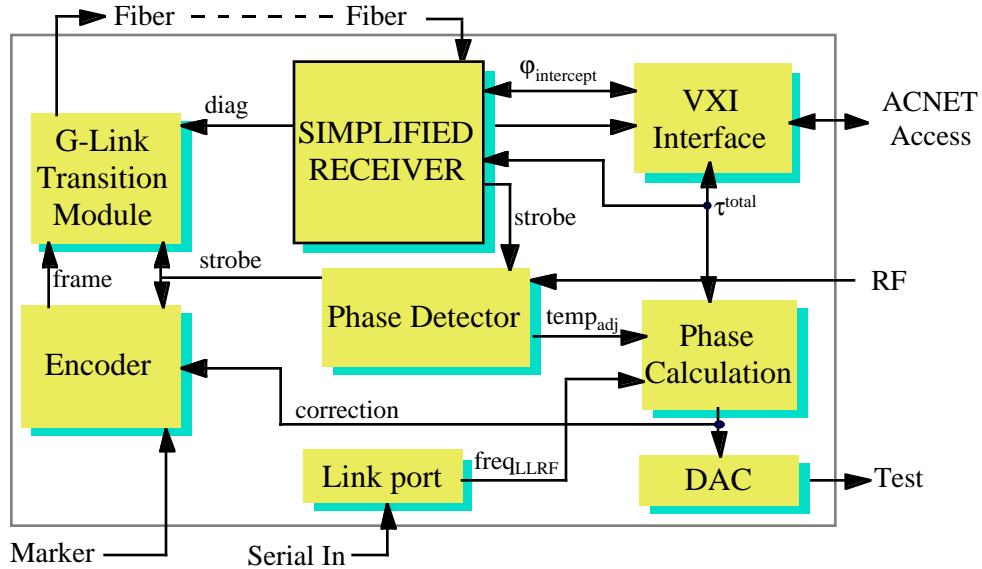 Fiber
Fiber
φintercept
VXI
Interface
ACNET
Access
diag
SIMPLIFIED
RECEIVER
G-Link
Transition
Module
τtotal
strobe
strobe
frame
RF
Phase Detector
tempadj
Phase
Calculation
Encoder
correction
Link port
freqLLRF
DAC
Test
Marker
Serial In